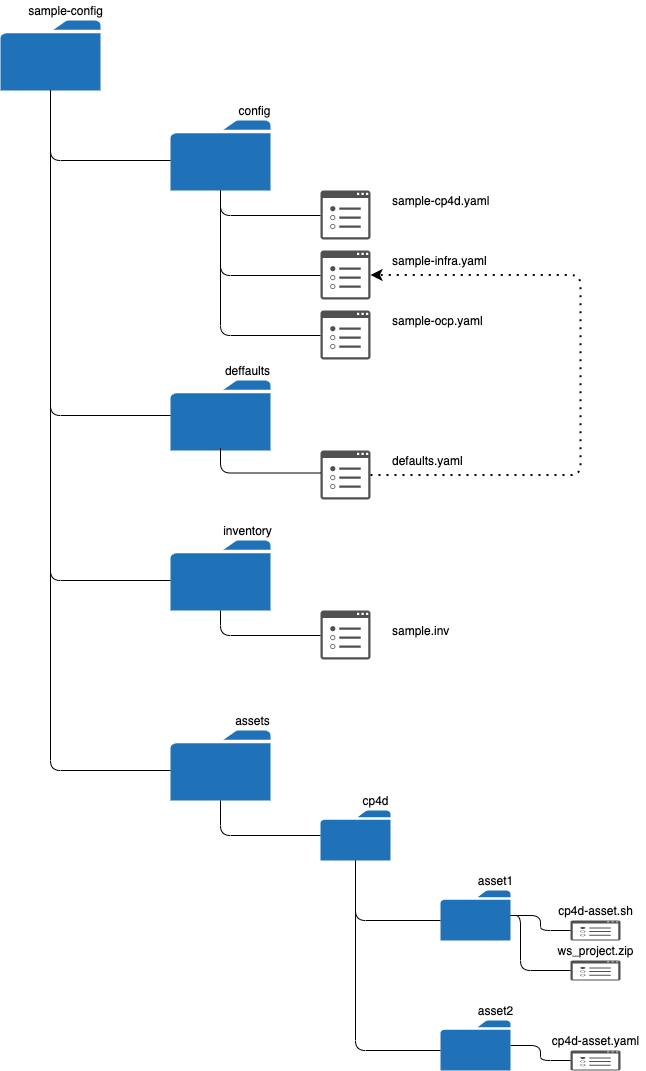 sample-config
config
sample-cp4d.yaml
sample-infra.yaml
sample-ocp.yaml
deffaults
defaults.yaml
inventory
sample.inv
assets
cp4d
asset1
cp4d-asset.sh
ws_project.zip
asset2
cp4d-asset.yaml